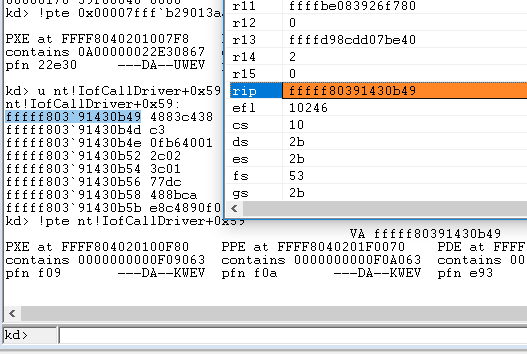 kd> !pte 0x00007fff`b29013a
PXE at FFFF8040201007F8
contains 0A00000022E30867
pfn 22e30     ---DA--UWEV
kd> u nt!IofCallDriver+0x59
nt!IofCallDriver+0x59:
fffff803`91430b49 4883c438
fffff803`91430b4d c3
fffff803`91430b4e 0fb64001
fffff803`91430b52 2c02
fffff803`91430b54 3c01
fffff803`91430b56 77dc
fffff803`91430b58 488bca
fffff803`91430b5b e8c4890f0
kd> !pte nt!IofCallDriver+0x59
VA fffff80391430b49
PXE at FFFF804020100F80    PPE at FFFF8040201F0070    PDE at FFFF
contains 0000000000F09063  contains 0000000000F0A063  contains 00
pfn f09       ---DA--KWEV  pfn f0a       ---DA--KWEV  pfn e93
kd>
r11 ffffbe083926f780
r12 0
r13 ffffd98cdd07be40
r14 2
r15 0
rip fffff80391430b49
efl 10246
cs 10
ds 2b
es 2b
fs 53
gs 2b